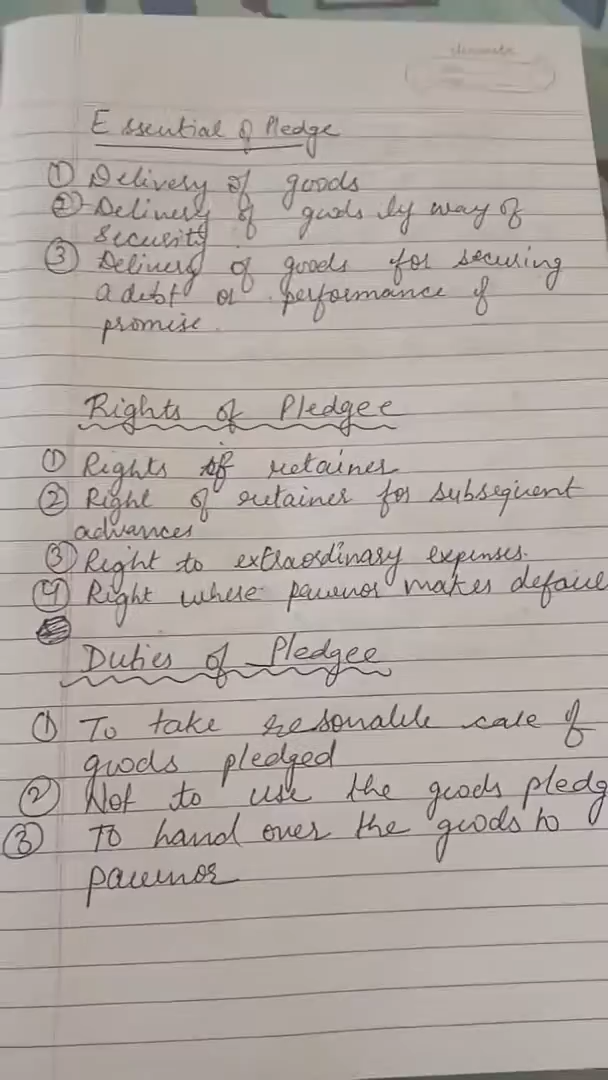 Essential of Pledge
① Delivery of goods
② Delivery of goods by way of
security
③ Delivery of goods for securing
a debt or performance of
promise.
Rights of Pledgee
① Rights of retainer
② Right of retainer for subsequent
advances
③ Right to extraordinary expenses.
④ Right where pawnor makes defaul
Duties of Pledgee
① To take resonable care of
goods pledged
② Not to use the goods pledg
③ To hand over the goods to
pawnor